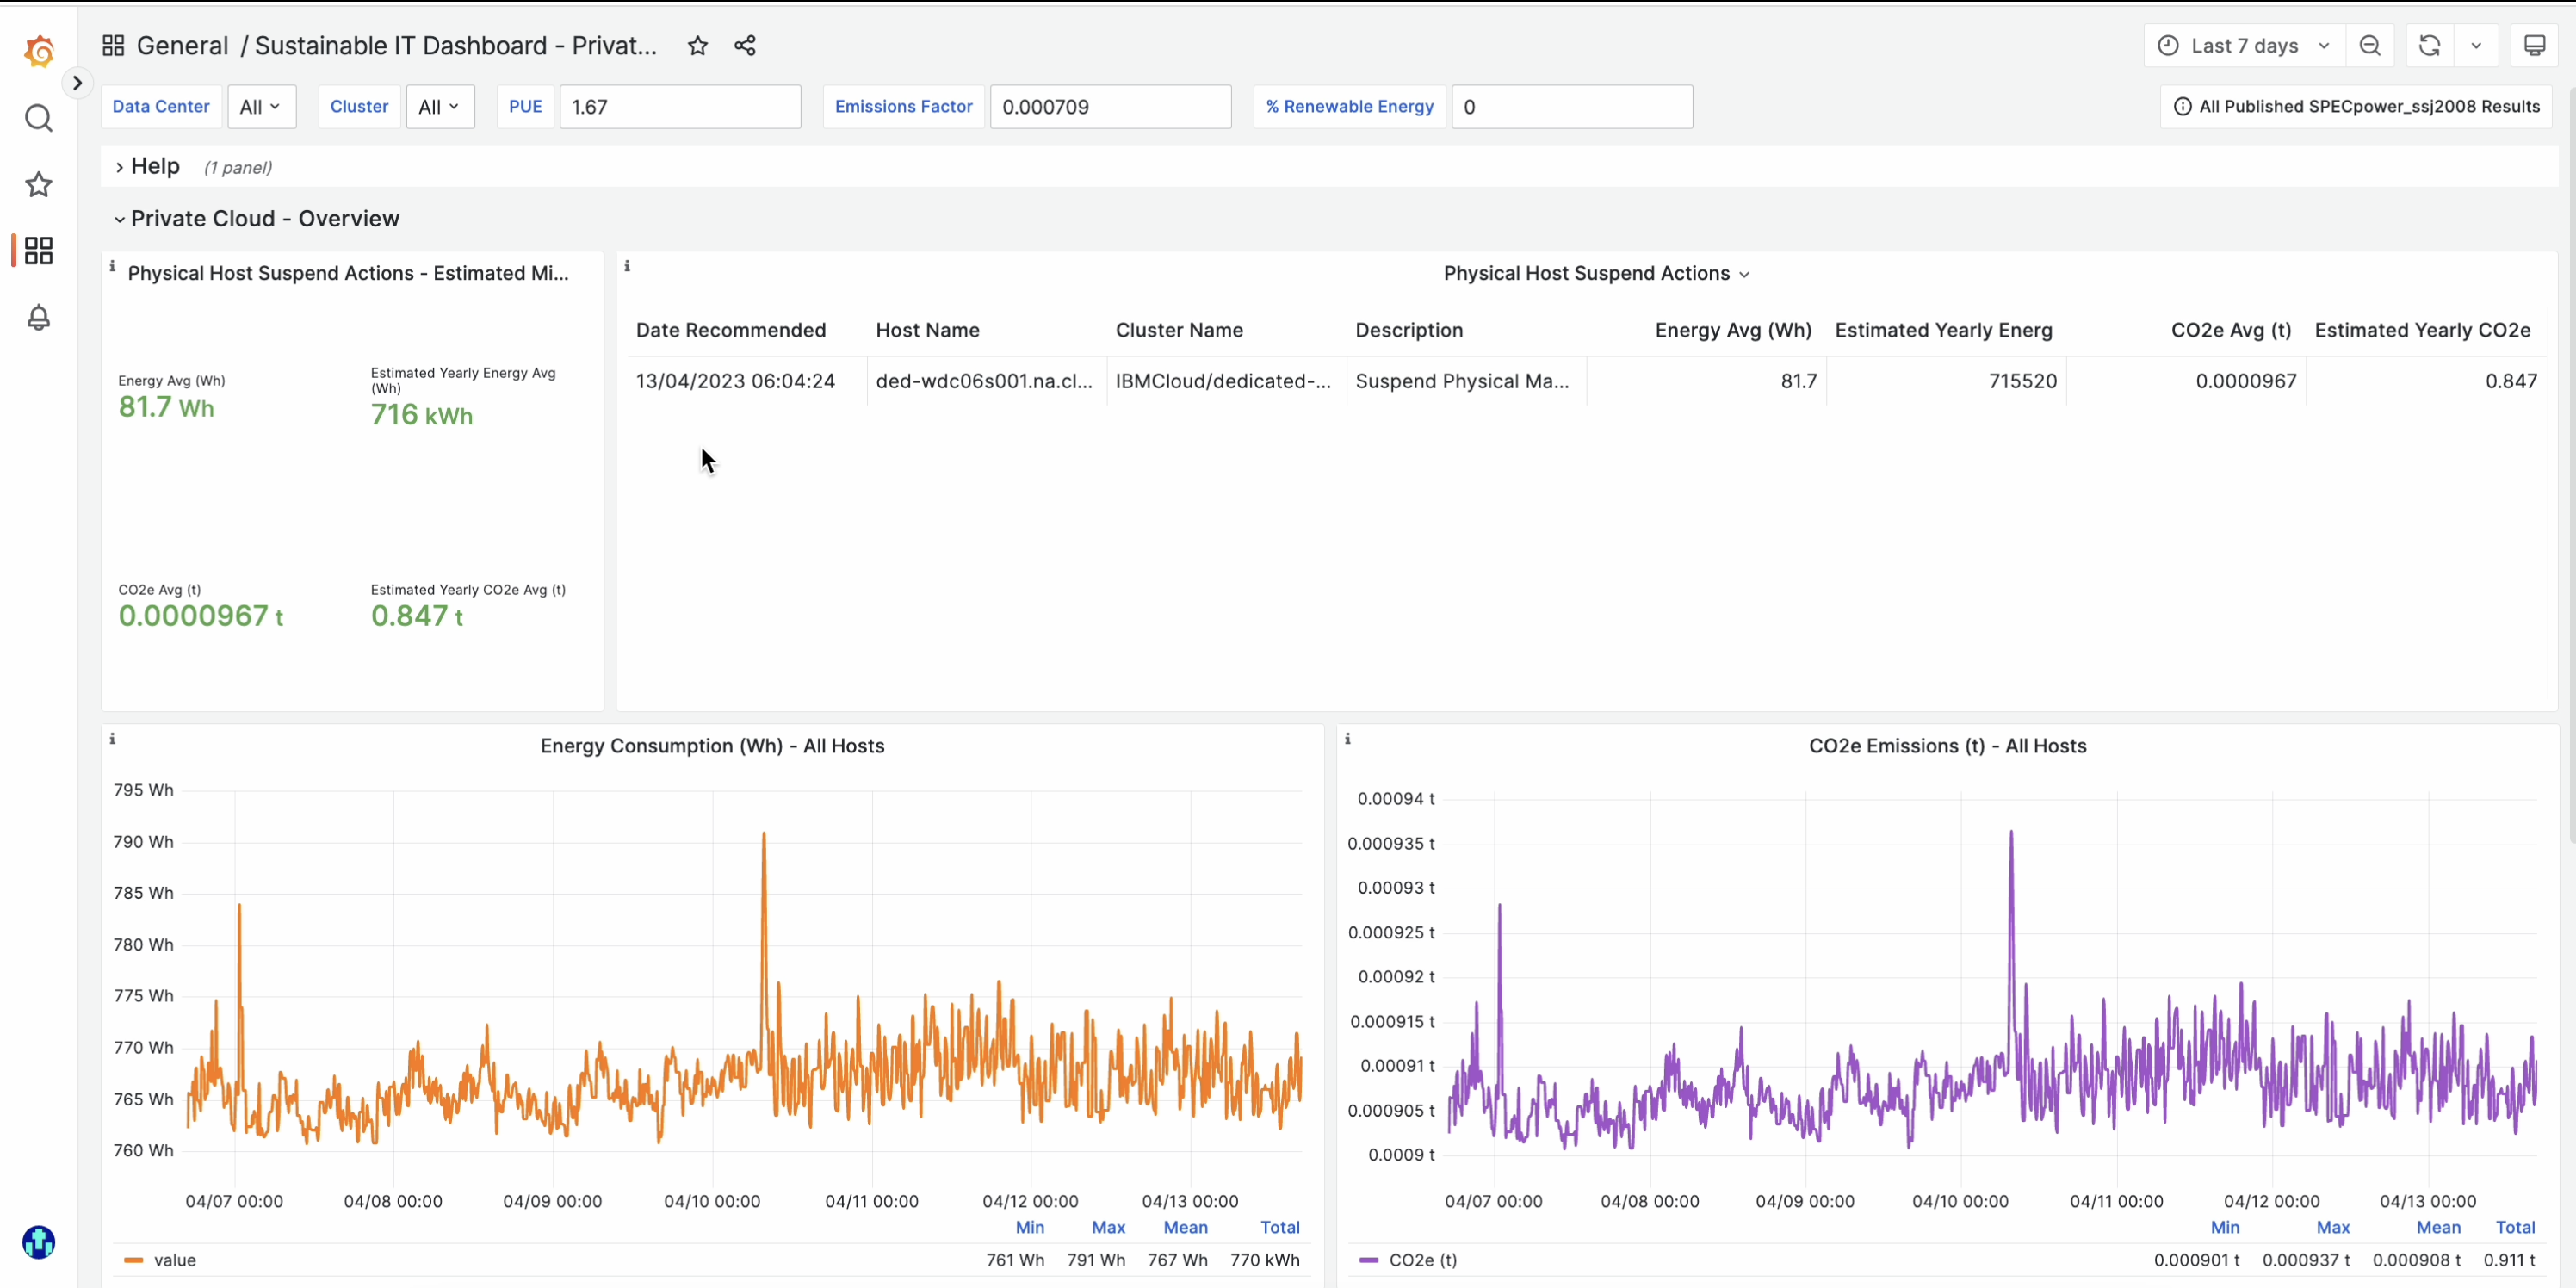 General / Sustainable IT Dashboard - Privat...
Last 7 days
Data Center All Cluster All PUE 1.67 Emissions Factor 0.000709 % Renewable Energy 0 All Published SPECpower_ssj2008 Results
Help (1 panel)
Private Cloud - Overview
Physical Host Suspend Actions - Estimated Mi...
Energy Avg (Wh)
81.7 Wh
Estimated Yearly Energy Avg
(Wh)
716 kWh
CO2e Avg (t)
0.0000967 t
Estimated Yearly CO2e Avg (t)
0.847 t
Physical Host Suspend Actions
Date Recommended Host Name Cluster Name Description Energy Avg (Wh) Estimated Yearly Energ CO2e Avg (t) Estimated Yearly CO2e
13/04/2023 06:04:24 ded-wdc06s001.na.cl... IBMCloud/dedicated-... Suspend Physical Ma... 81.7 715520 0.0000967 0.847
Energy Consumption (Wh) - All Hosts
795 Wh
790 Wh
785 Wh
780 Wh
775 Wh
770 Wh
765 Wh
760 Wh
04/07 00:00 04/08 00:00 04/09 00:00 04/10 00:00 04/11 00:00 04/12 00:00 04/13 00:00
Min Max Mean Total
value 761 Wh 791 Wh 767 Wh 770 kWh
CO2e Emissions (t) - All Hosts
0.00094 t
0.000935 t
0.00093 t
0.000925 t
0.00092 t
0.000915 t
0.00091 t
0.000905 t
0.0009 t
04/07 00:00 04/08 00:00 04/09 00:00 04/10 00:00 04/11 00:00 04/12 00:00 04/13 00:00
Min Max Mean Total
CO2e (t) 0.000901 t 0.000937 t 0.000908 t 0.911 t